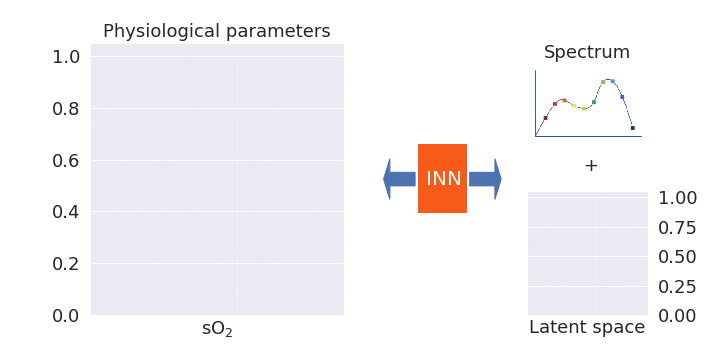 Physiological parameters
1.0
0.8
0.6
0.4
0.2
0.0
sO₂
INN
Spectrum
+
1.00
0.75
0.50
0.25
0.00
Latent space